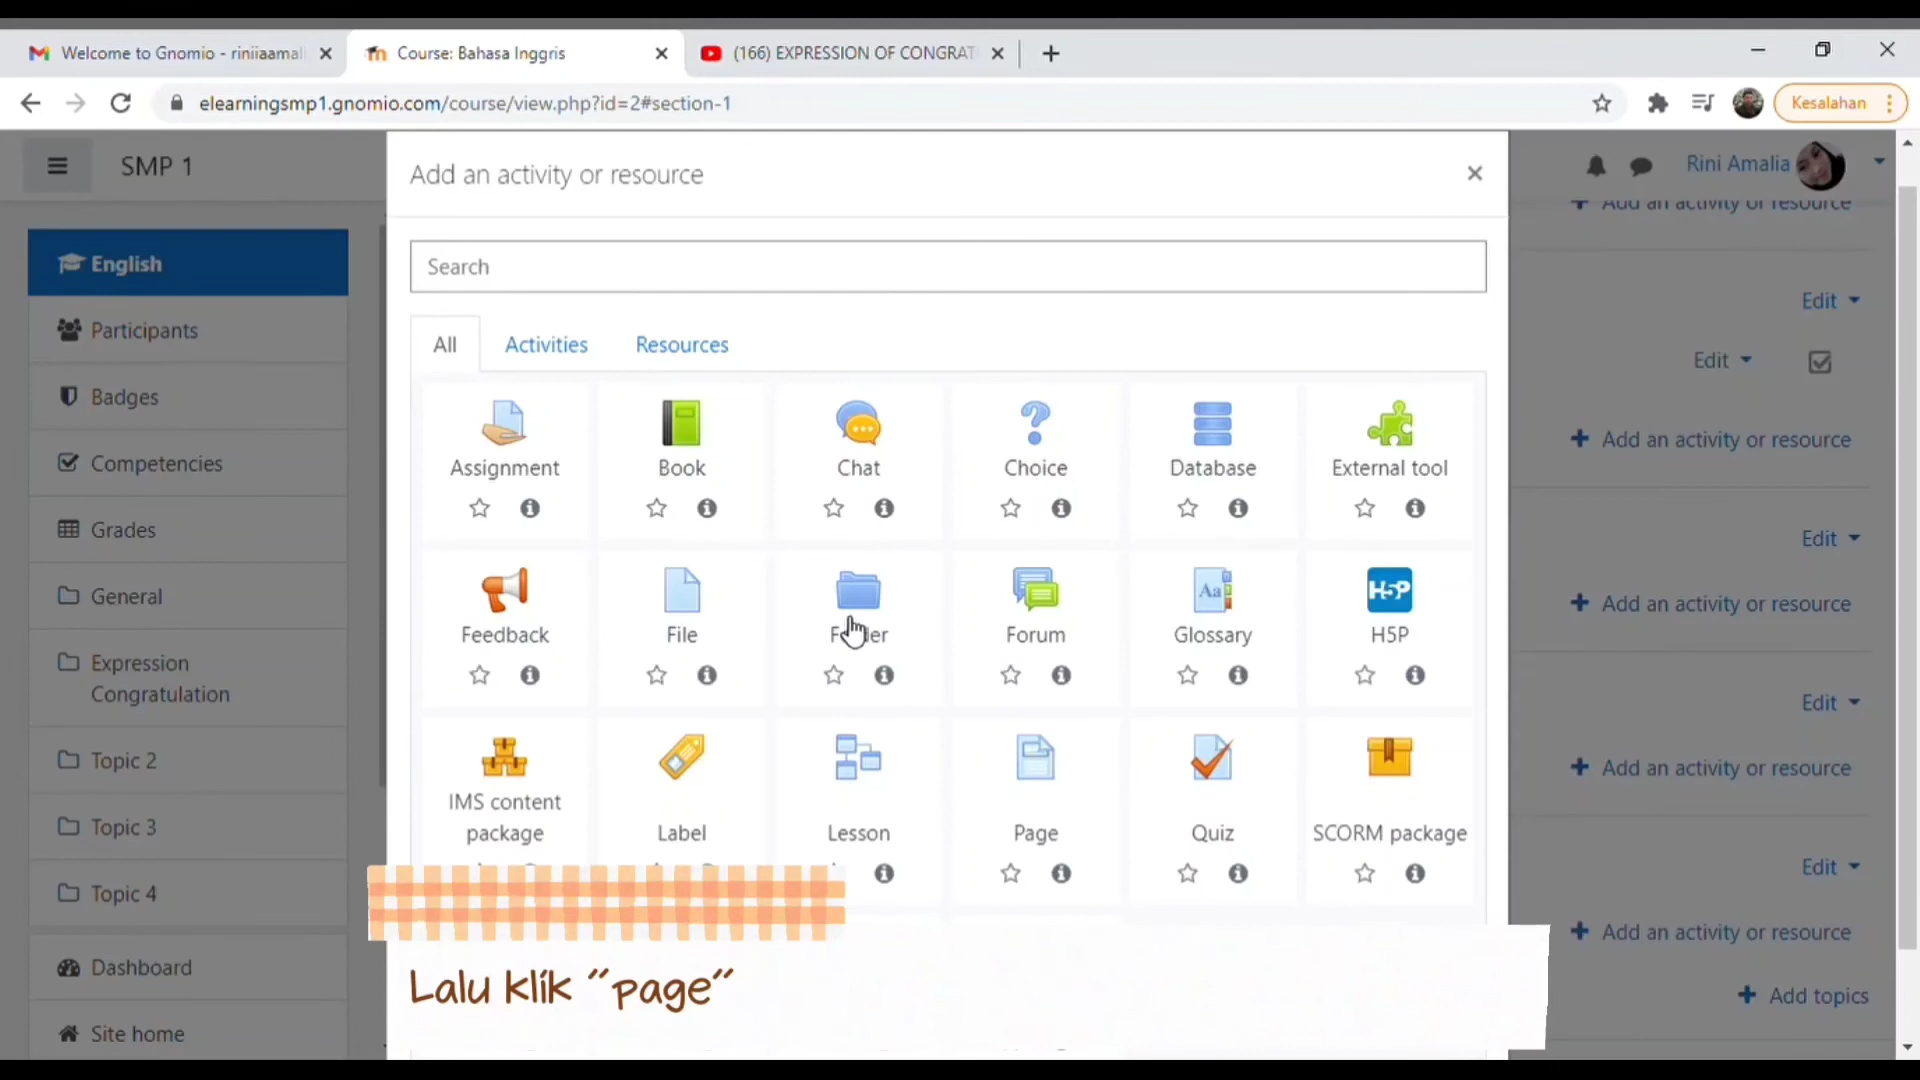 Welcome to Gnomio - riniiaamal
Course: Bahasa Inggris
(166) EXPRESSION OF CONGRAT
elearningsmp1.gnomio.com/course/view.php?id=2#section-1
Kesalahan
SMP 1
Rini Amalia
Add an activity or resource
English
Participants
Badges
Competencies
Grades
General
Expression
Congratulation
Topic 2
Topic 3
Topic 4
Dashboard
Site home
Add an activity or resource
Search
All Activities Resources
Assignment Book Chat Choice Database External tool
Feedback File Folder Forum Glossary H5P
IMS content
package Label Lesson Page Quiz SCORM package
Edit
Edit
Add an activity or resource
Edit
Add an activity or resource
Edit
Add an activity or resource
Edit
Add an activity or resource
Add topics
Lalu klik "page"